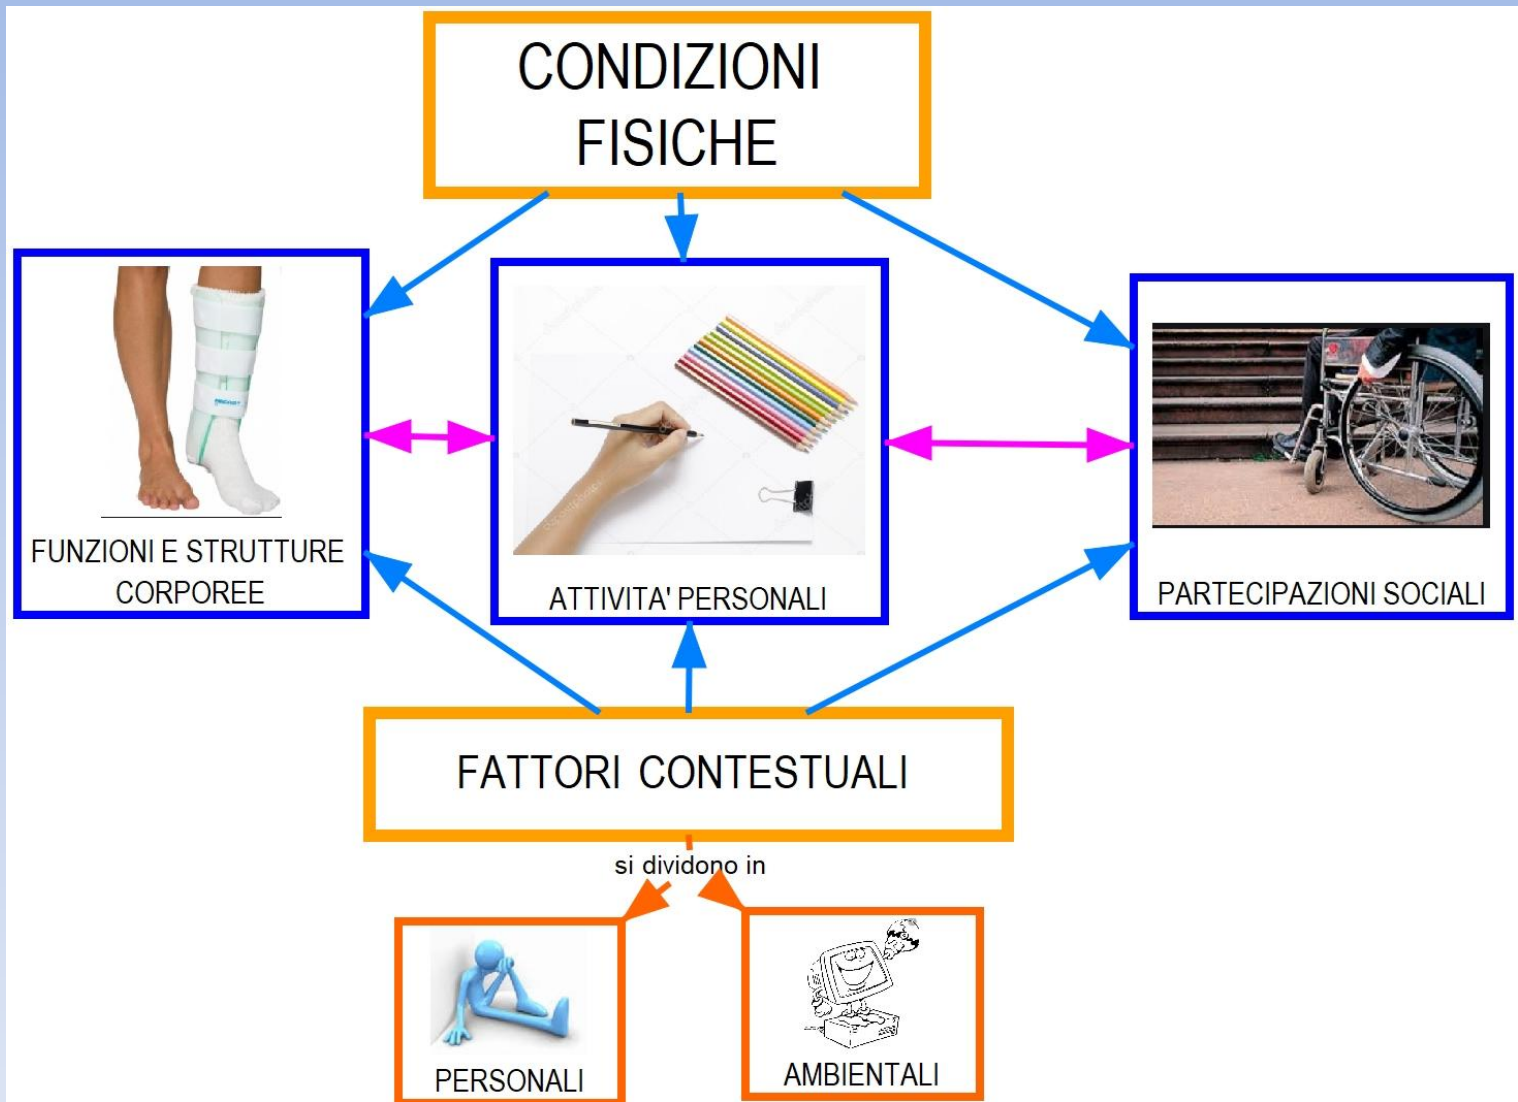 CONDIZIONI
FISICHE
FUNZIONI E STRUTTURE
CORPOREE
ATTIVITA' PERSONALI
PARTECIPAZIONI SOCIALI
FATTORI CONTESTUALI
si dividono in
PERSONALI
AMBIENTALI